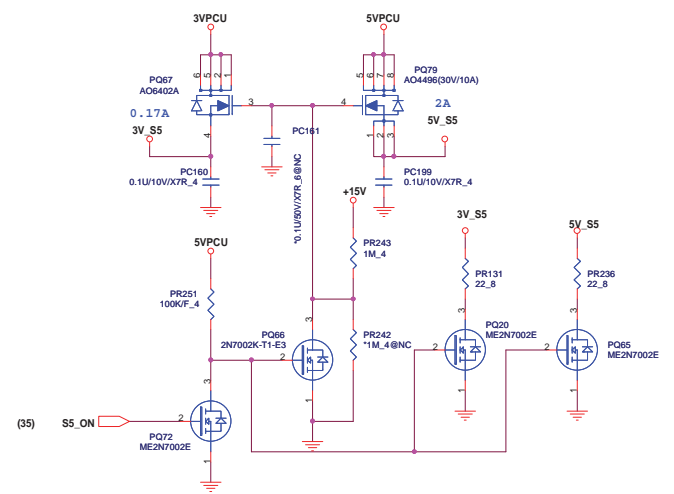 3VPCU
5VPCU
6
5
2
1
5
6
7
8
PQ67
AO6402A
PQ79
AO4496(30V/10A)
3
4
0.17A
2A
3V_S5
4
PC161
1
2
3
5V_S5
PC160
0.1U/10V/X7R_4
*0.1U/50V/X7R_6@NC
PC199
0.1U/10V/X7R_4
+15V
5VPCU
3V_S5
5V_S5
PR243
1M_4
PR131
22_8
PR236
22_8
PR251
100K/F_4
PQ66
2N7002K-T1-E3
3
PR242
*1M_4@NC
3
PQ20
ME2N7002E
3
PQ65
ME2N7002E
2
2
2
1
1
1
3
(35)
S5_ON
2
PQ72
ME2N7002E
1